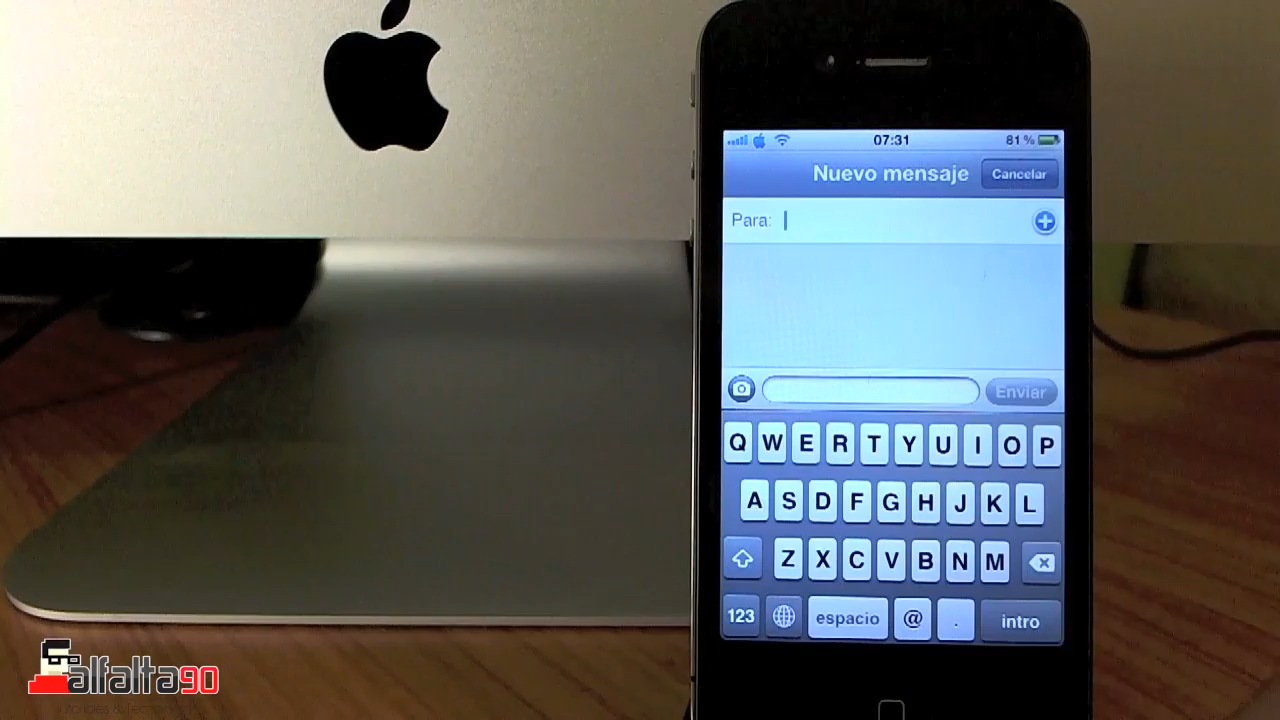 07:31
81 %
Nuevo mensaje
Cancelar
Para:
Enviar
Q W E R T Y U I O P
A S D F G H J K L
Z X C V B N M
123 espacio @ . intro
alfalta90